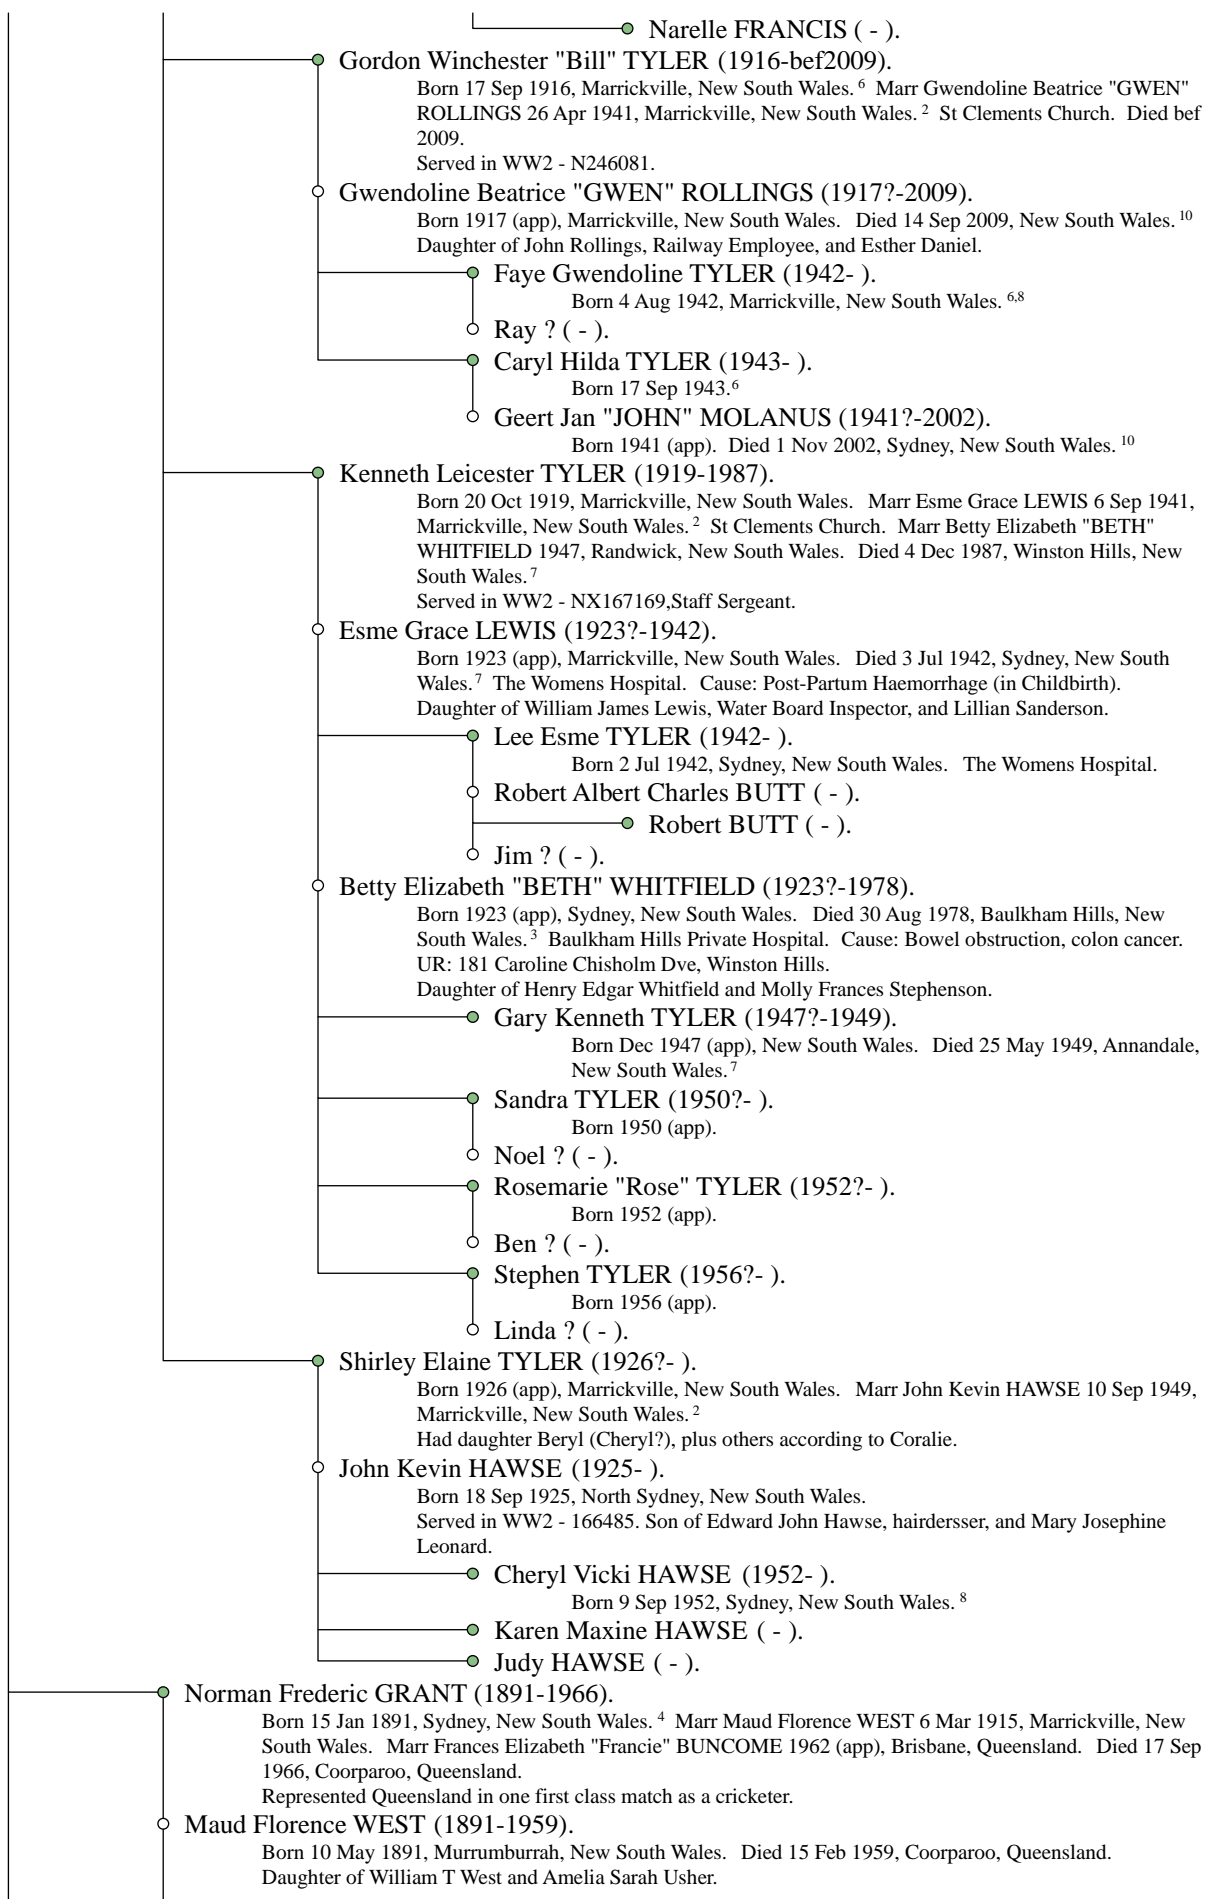 Narelle FRANCIS ( - ).
Gordon Winchester "Bill" TYLER (1916-bef2009).
Born 17 Sep 1916, Marrickville, New South Wales. 6 Marr Gwendoline Beatrice "GWEN"
ROLLINGS 26 Apr 1941, Marrickville, New South Wales. 2 St Clements Church. Died bef
2009.
Served in WW2 - N246081.
Gwendoline Beatrice "GWEN" ROLLINGS (1917?-2009).
Born 1917 (app), Marrickville, New South Wales. Died 14 Sep 2009, New South Wales. 10
Daughter of John Rollings, Railway Employee, and Esther Daniel.
Faye Gwendoline TYLER (1942- ).
Born 4 Aug 1942, Marrickville, New South Wales. 6,8
Ray ? ( - ).
Caryl Hilda TYLER (1943- ).
Born 17 Sep 1943.6
Geert Jan "JOHN" MOLANUS (1941?-2002).
Born 1941 (app). Died 1 Nov 2002, Sydney, New South Wales. 10
Kenneth Leicester TYLER (1919-1987).
Born 20 Oct 1919, Marrickville, New South Wales. Marr Esme Grace LEWIS 6 Sep 1941,
Marrickville, New South Wales. 2 St Clements Church. Marr Betty Elizabeth "BETH"
WHITFIELD 1947, Randwick, New South Wales. Died 4 Dec 1987, Winston Hills, New
South Wales. 7
Served in WW2 - NX167169,Staff Sergeant.
Esme Grace LEWIS (1923?-1942).
Born 1923 (app), Marrickville, New South Wales. Died 3 Jul 1942, Sydney, New South
Wales. 7 The Womens Hospital. Cause: Post-Partum Haemorrhage (in Childbirth).
Daughter of William James Lewis, Water Board Inspector, and Lillian Sanderson.
Lee Esme TYLER (1942- ).
Born 2 Jul 1942, Sydney, New South Wales. The Womens Hospital.
Robert Albert Charles BUTT ( - ).
Robert BUTT ( - ).
Jim ? ( - ).
Betty Elizabeth "BETH" WHITFIELD (1923?-1978).
Born 1923 (app), Sydney, New South Wales. Died 30 Aug 1978, Baulkham Hills, New
South Wales. 3 Baulkham Hills Private Hospital. Cause: Bowel obstruction, colon cancer.
UR: 181 Caroline Chisholm Dve, Winston Hills.
Daughter of Henry Edgar Whitfield and Molly Frances Stephenson.
Gary Kenneth TYLER (1947?-1949).
Born Dec 1947 (app), New South Wales. Died 25 May 1949, Annandale,
New South Wales. 7
Sandra TYLER (1950?- ).
Born 1950 (app).
Noel ? ( - ).
Rosemarie "Rose" TYLER (1952?- ).
Born 1952 (app).
Ben ? ( - ).
Stephen TYLER (1956?- ).
Born 1956 (app).
Linda ? ( - ).
Shirley Elaine TYLER (1926?- ).
Born 1926 (app), Marrickville, New South Wales. Marr John Kevin HAWSE 10 Sep 1949,
Marrickville, New South Wales. 2
Had daughter Beryl (Cheryl?), plus others according to Coralie.
John Kevin HAWSE (1925- ).
Born 18 Sep 1925, North Sydney, New South Wales.
Served in WW2 - 166485. Son of Edward John Hawse, hairdersser, and Mary Josephine
Leonard.
Cheryl Vicki HAWSE (1952- ).
Born 9 Sep 1952, Sydney, New South Wales. 8
Karen Maxine HAWSE ( - ).
Judy HAWSE ( - ).
Norman Frederic GRANT (1891-1966).
Born 15 Jan 1891, Sydney, New South Wales. 4 Marr Maud Florence WEST 6 Mar 1915, Marrickville, New
South Wales. Marr Frances Elizabeth "Francie" BUNCOME 1962 (app), Brisbane, Queensland. Died 17 Sep
1966, Coorparoo, Queensland.
Represented Queensland in one first class match as a cricketer.
Maud Florence WEST (1891-1959).
Born 10 May 1891, Murrumburrah, New South Wales. Died 15 Feb 1959, Coorparoo, Queensland.
Daughter of William T West and Amelia Sarah Usher.